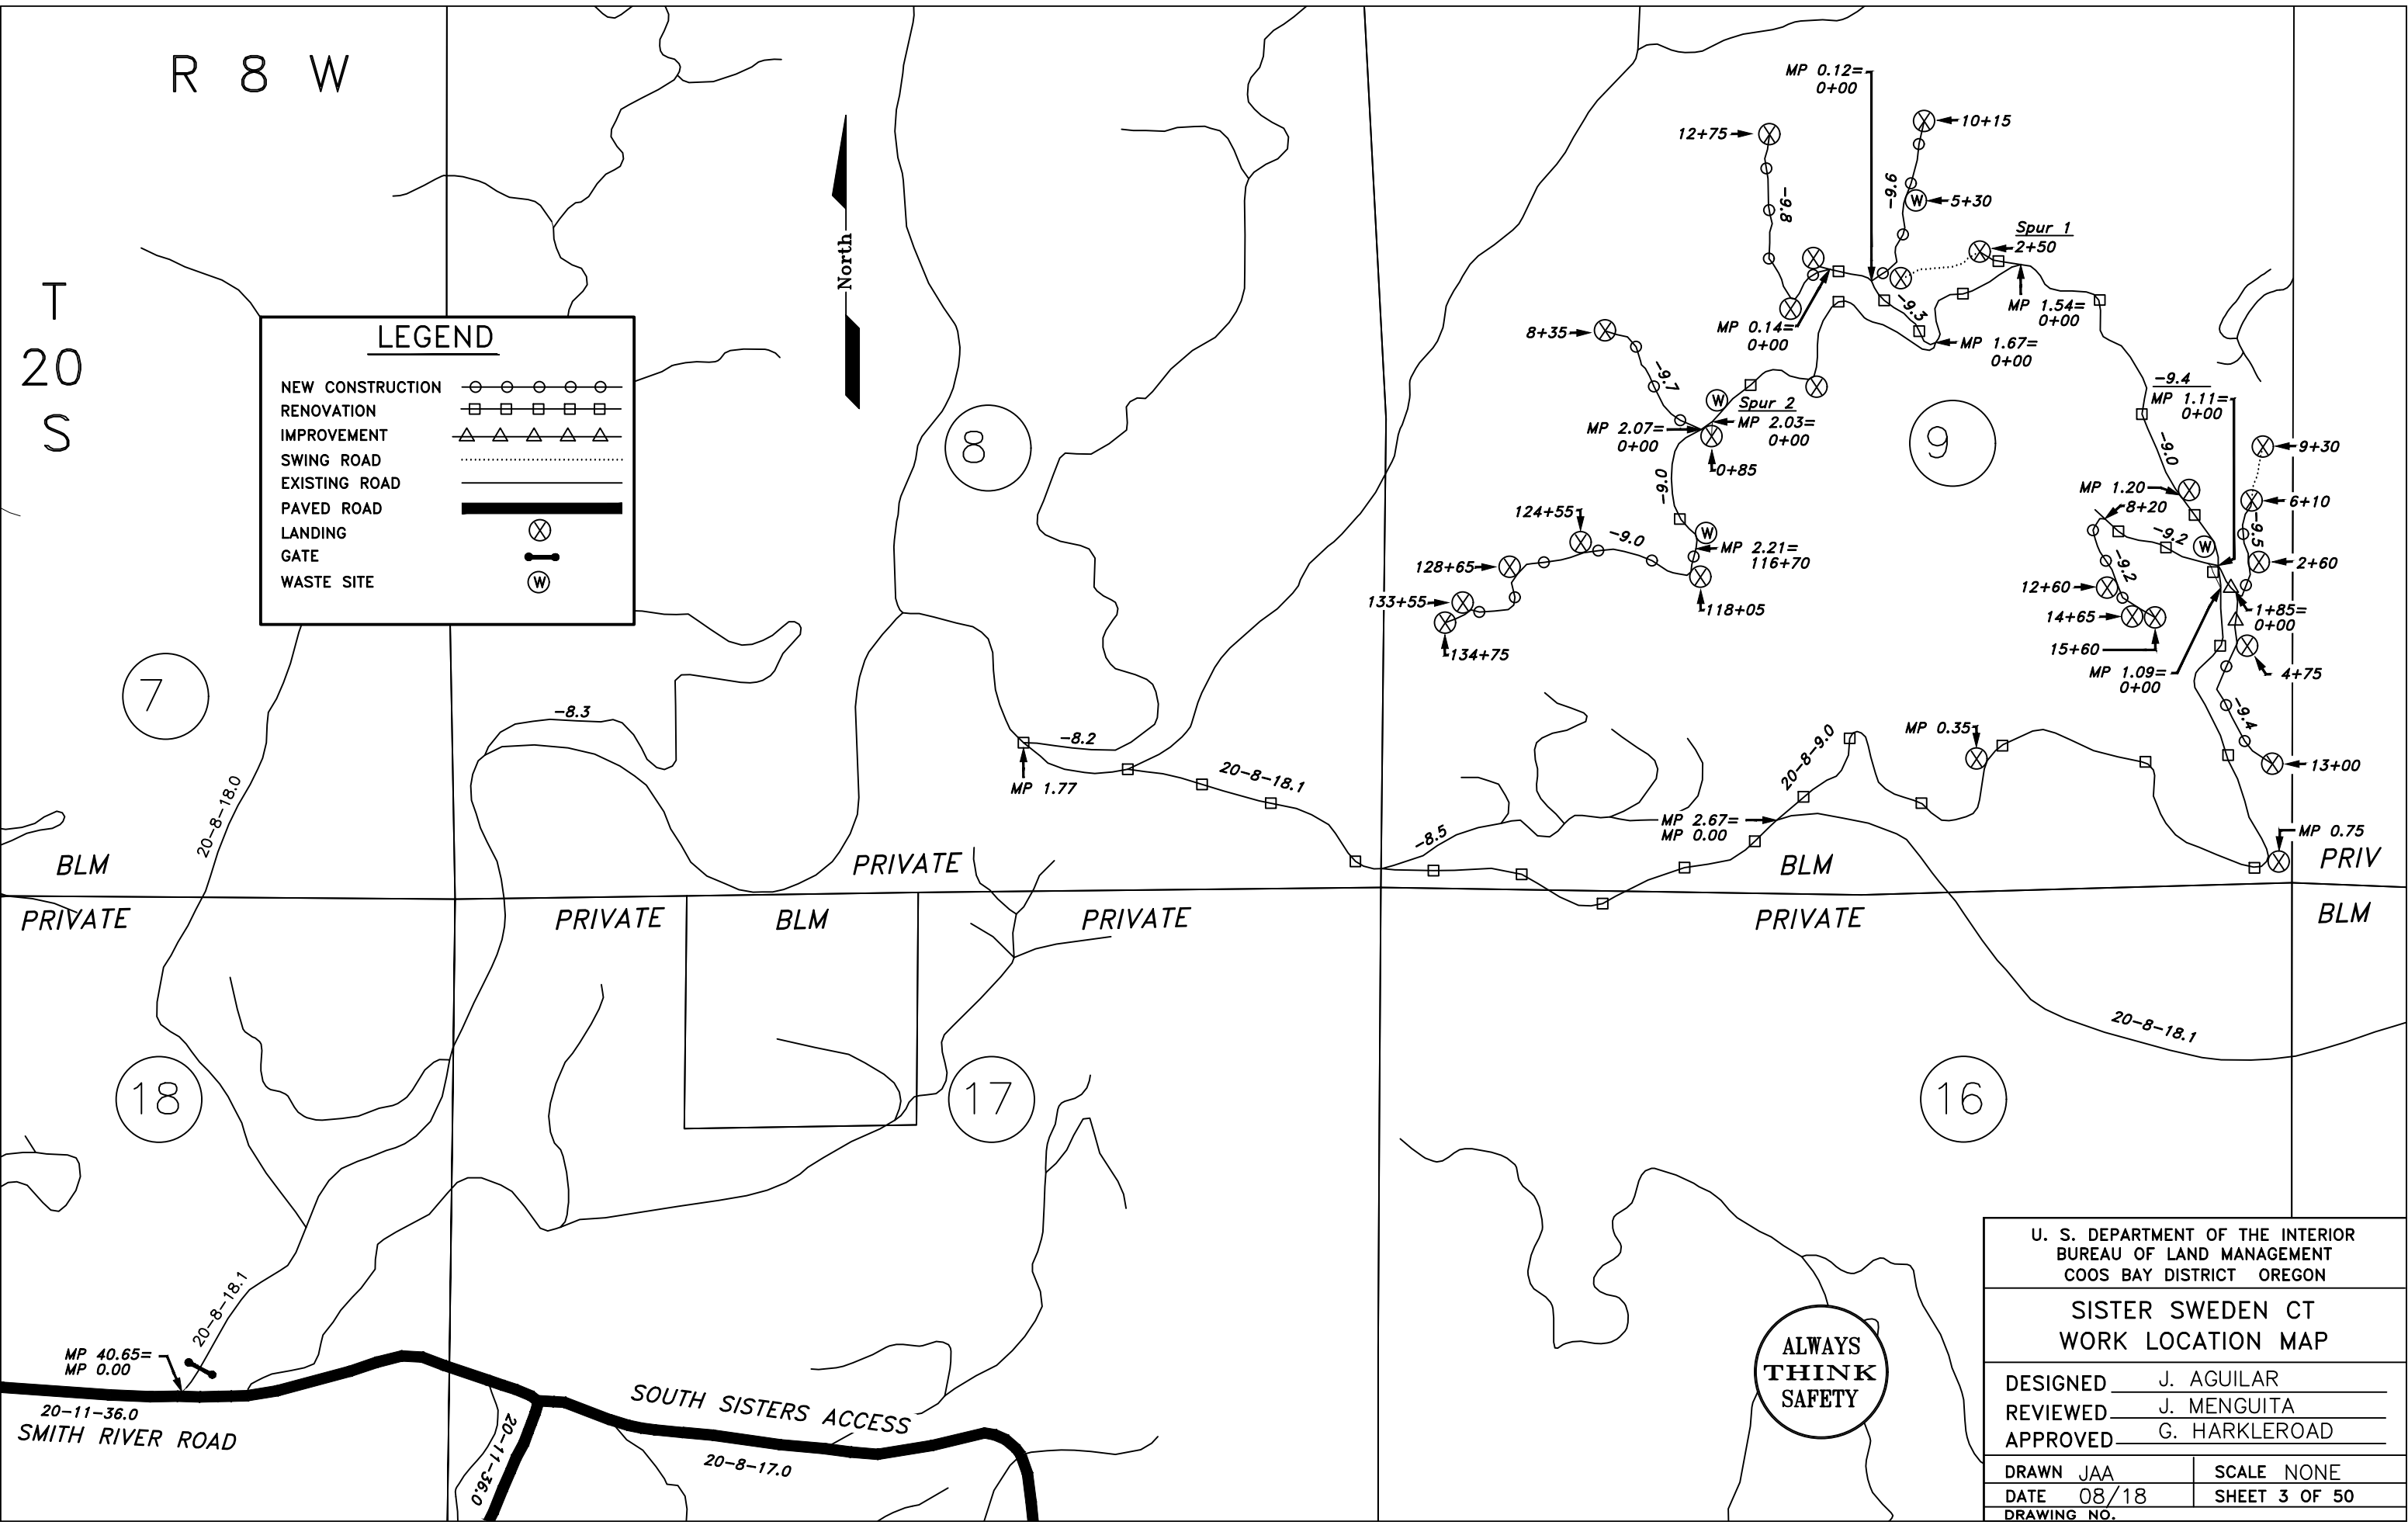 R 8 W
T
20
S
North
LEGEND
NEW CONSTRUCTION
RENOVATION
IMPROVEMENT
SWING ROAD
EXISTING ROAD
PAVED ROAD
LANDING
GATE
WASTE SITE
W
MP 0.12=
0+00
12+75
10+15
-9.8
-9.6
W
5+30
Spur 1
2+50
MP 0.14=
0+00
-9.3
MP 1.54=
0+00
MP 1.67=
0+00
8+35
-9.7
W
Spur 2
MP 2.07=
0+00
MP 2.03=
0+00
0+85
-9.0
8
9
-9.4
MP 1.11=
0+00
-9.0
9+30
MP 1.20
8+20
6+10
-9.5
-9.2
W
2+60
124+55
-9.0
W
MP 2.21=
116+70
128+65
133+55
118+05
134+75
-9.2
12+60
14+65
15+60
1+85=
0+00
MP 1.09=
0+00
4+75
-9.4
13+00
7
-8.3
-8.2
MP 1.77
20-8-18.1
20-8-9.0
MP 0.35
20-8-18.0
MP 2.67=
MP 0.00
-8.5
MP 0.75
BLM
PRIVATE
BLM
PRIV
PRIVATE
PRIVATE
BLM
PRIVATE
PRIVATE
BLM
20-8-18.1
18
17
16
20-8-18.1
MP 40.65=
MP 0.00
20-11-36.0
SMITH RIVER ROAD
20-11-36.0
SOUTH SISTERS ACCESS
20-8-17.0
ALWAYS
THINK
SAFETY
U. S. DEPARTMENT OF THE INTERIOR
BUREAU OF LAND MANAGEMENT
COOS BAY DISTRICT OREGON
SISTER SWEDEN CT
WORK LOCATION MAP
DESIGNED J. AGUILAR
REVIEWED J. MENGUITA
APPROVED G. HARKLEROAD
DRAWN JAA
SCALE NONE
DATE 08/18
SHEET 3 OF 50
DRAWING NO.